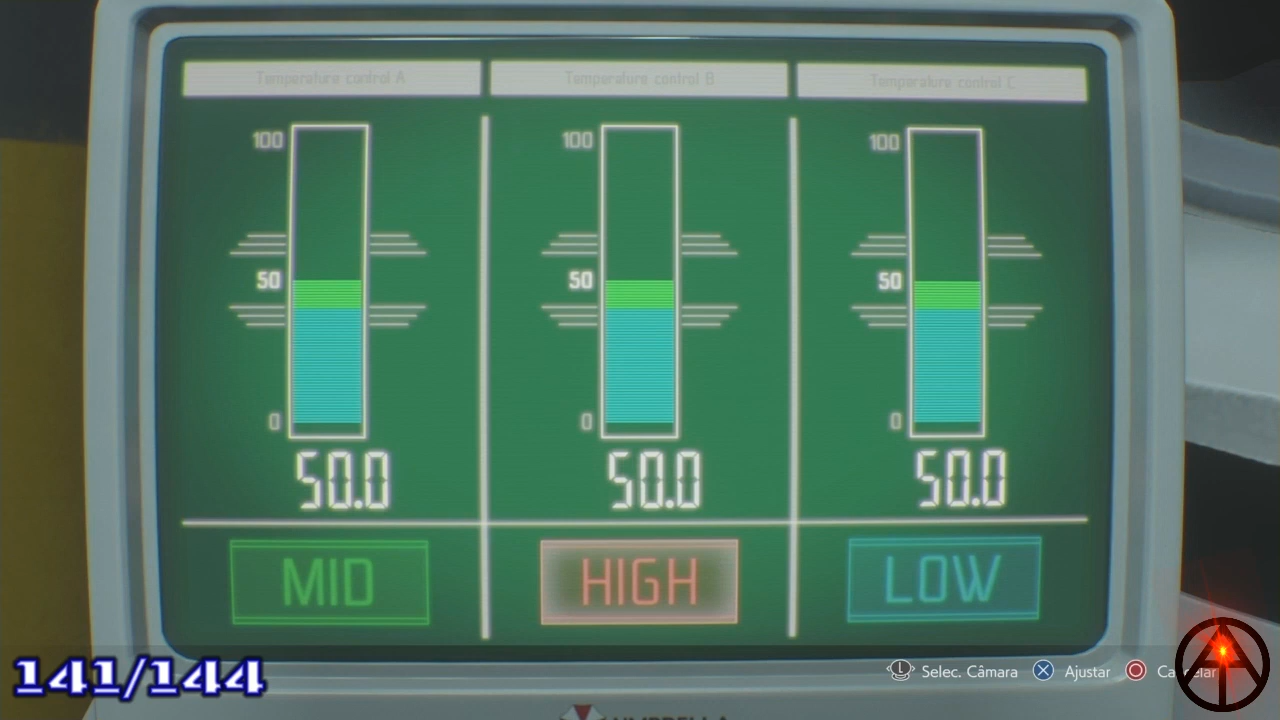 Temperature control A
Temperature control B
Temperature control C
100
100
100
50
50
50
0
0
0
50.0
50.0
50.0
MID
HIGH
LOW
141/144
L Selec. Câmara Ajustar
UMBRELLA